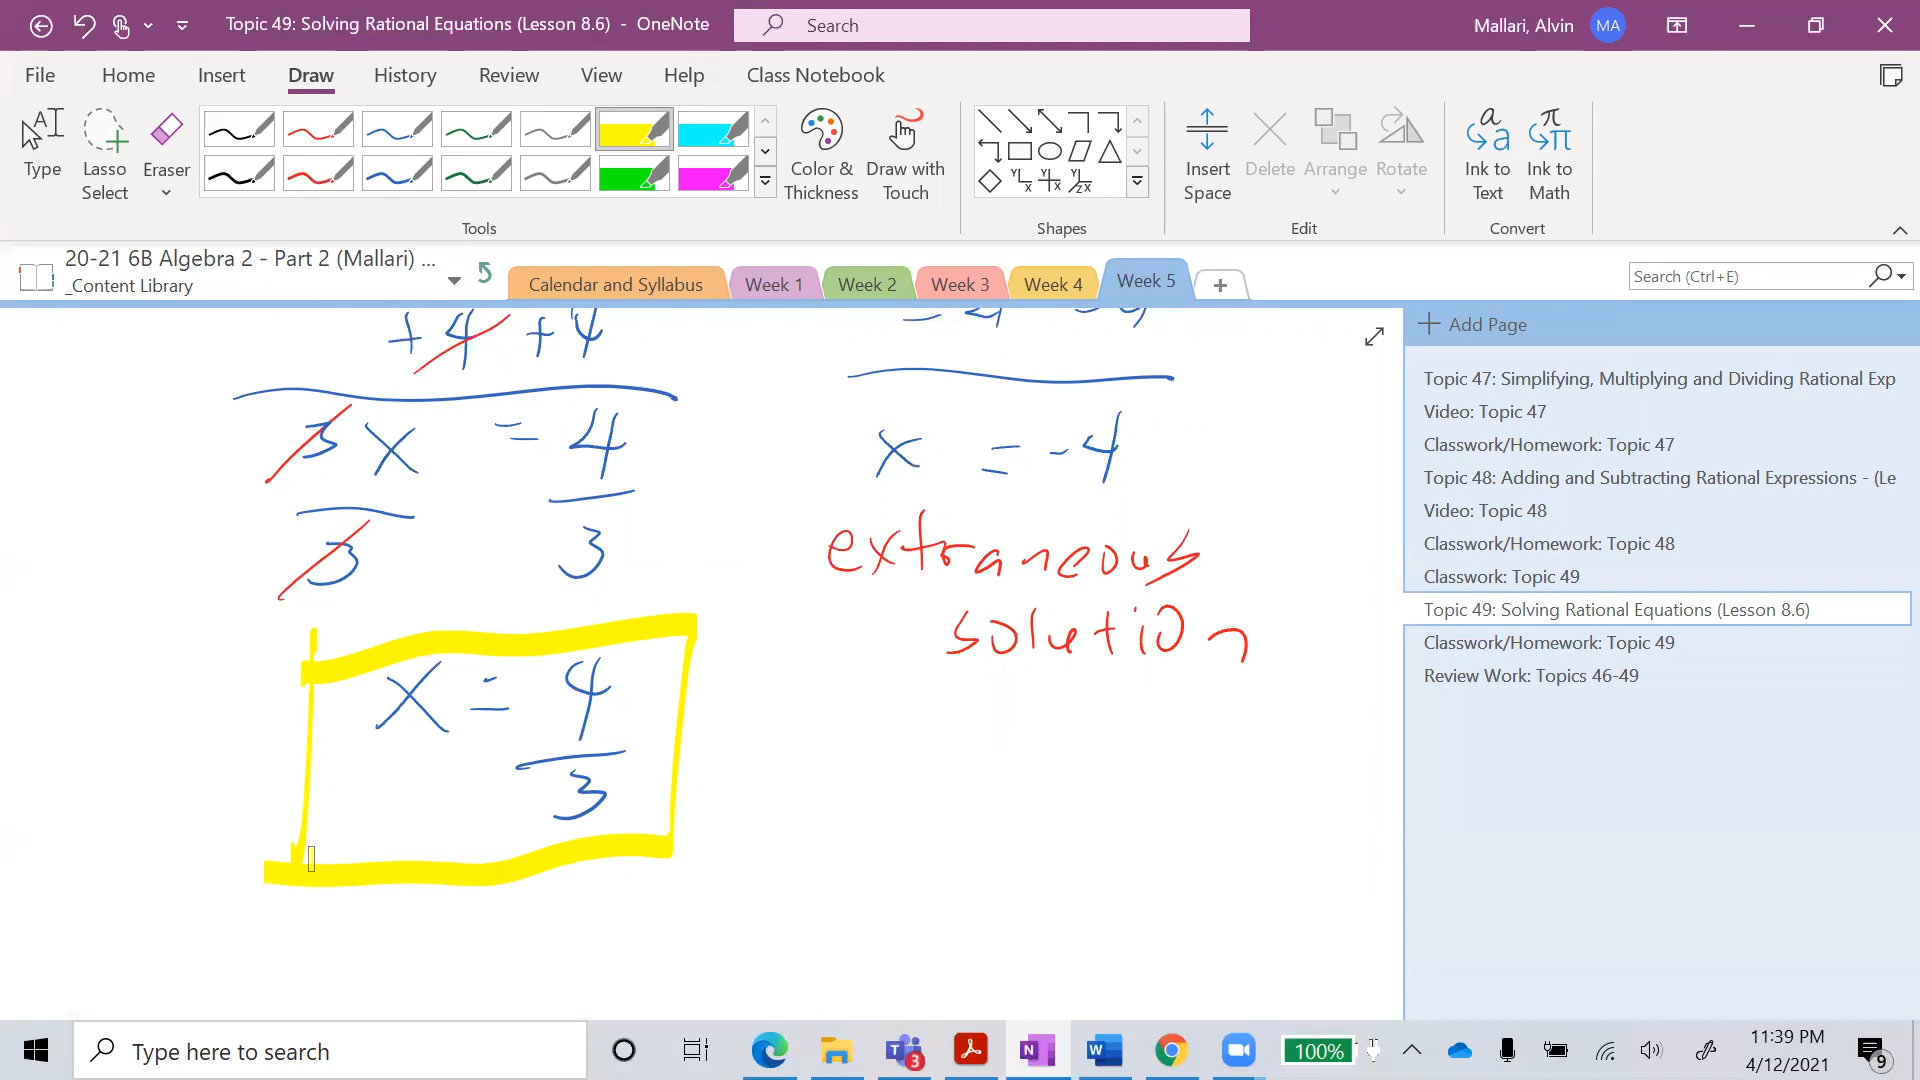 Topic 49: Solving Rational Equations (Lesson 8.6) - OneNote
Search
Mallari, Alvin
MA
File Home Insert Draw History Review View Help Class Notebook
Type
Lasso Select
Eraser
Color & Thickness
Draw with Touch
Insert Space
Delete
Arrange
Rotate
Ink to Text
Ink to Math
Tools
Shapes
Edit
Convert
20-21 6B Algebra 2 - Part 2 (Mallari) ...
_Content Library
Calendar and Syllabus
Week 1
Week 2
Week 3
Week 4
Week 5
Search (Ctrl+E)
+4 +4
3x = 4
3 3
x = 4
3
x = -4
extraneous
solution
Add Page
Topic 47: Simplifying, Multiplying and Dividing Rational Exp
Video: Topic 47
Classwork/Homework: Topic 47
Topic 48: Adding and Subtracting Rational Expressions - (Le
Video: Topic 48
Classwork/Homework: Topic 48
Classwork: Topic 49
Topic 49: Solving Rational Equations (Lesson 8.6)
Classwork/Homework: Topic 49
Review Work: Topics 46-49
Type here to search
3
100%
11:39 PM
4/12/2021
9